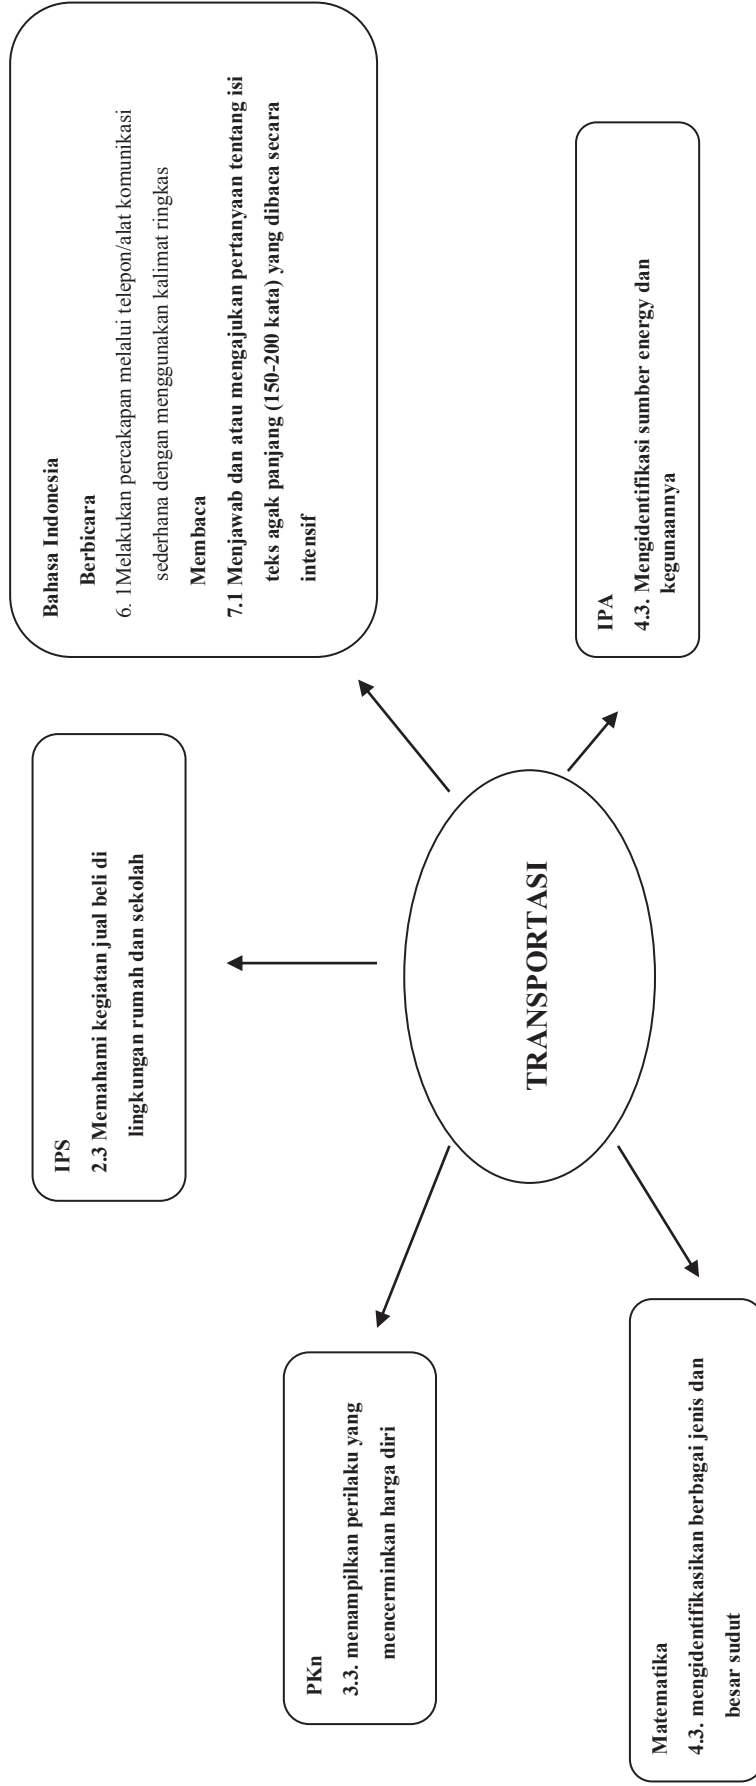 Bahasa Indonesia
Berbicara
6. 1Melakukan percakapan melalui telepon/alat komunikasi
sederhana dengan menggunakan kalimat ringkas
Membaca
7.1 Menjawab dan atau mengajukan pertanyaan tentang isi
teks agak panjang (150-200 kata) yang dibaca secara
intensif
IPS
2.3 Memahami kegiatan jual beli di
lingkungan rumah dan sekolah
PKn
3.3. menampilkan perilaku yang
mencerminkan harga diri
TRANSPORTASI
IPA
4.3. Mengidentifikasi sumber energy dan
kegunaannya
Matematika
4.3. mengidentifikasikan berbagai jenis dan
besar sudut